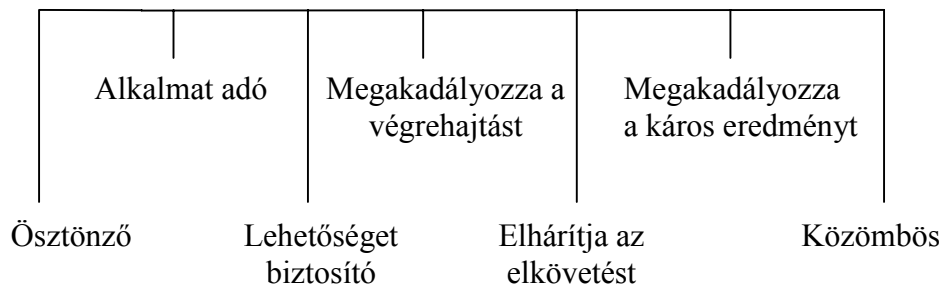 Alkalmat adó
Megakadályozza a
végrehajtást
Megakadályozza
a káros eredményt
Ösztönző
Lehetőséget
biztosító
Elhárítja az
elkövetést
Közömbös